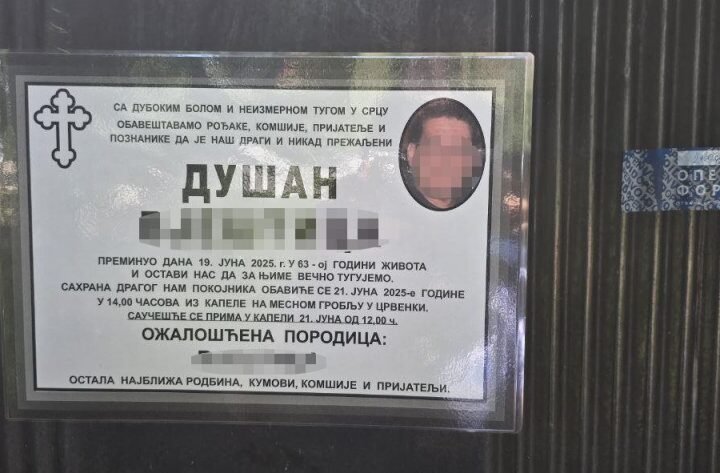 СА ДУБОКИМ БОЛОМ И НЕИЗМЕРНОМ ТУГОМ У СРЦУ
ОБАВЕШТАВАМО РОЂАКЕ, КОМШИЈЕ, ПРИЈАТЕЉЕ И
ПОЗНАНИКЕ ДА ЈЕ НАШ ДРАГИ И НИКАД ПРЕЖАЉЕНИ
ДУШАН
ПРЕМИНУО ДАНА 19. ЈУНА 2025. г. У 63 - ој ГОДИНИ ЖИВОТА
И ОСТАВИ НАС ДА ЗА ЊИМЕ ВЕЧНО ТУГУЈЕМО.
САХРАНА ДРАГОГ НАМ ПОКОЈНИКА ОБАВИЋЕ СЕ 21. ЈУНА 2025-е ГОДИНЕ
У 14,00 ЧАСОВА ИЗ КАПЕЛЕ НА МЕСНОМ ГРОБЉУ У ЦРВЕНКИ.
САУЧЕШЋЕ СЕ ПРИМА У КАПЕЛИ 21. ЈУНА ОД 12,00 ч.
ОЖАЛОШЋЕНА ПОРОДИЦА:
ОСТАЛА НАЈБЛИЖА РОДБИНА, КУМОВИ, КОМШИЈЕ И ПРИЈАТЕЉИ.